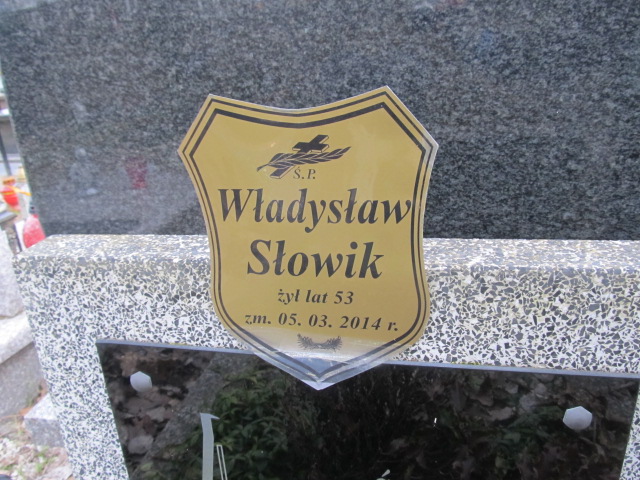 Ś.P.
Władysław
Słowik
żył lat 53
zm. 05. 03. 2014 r.